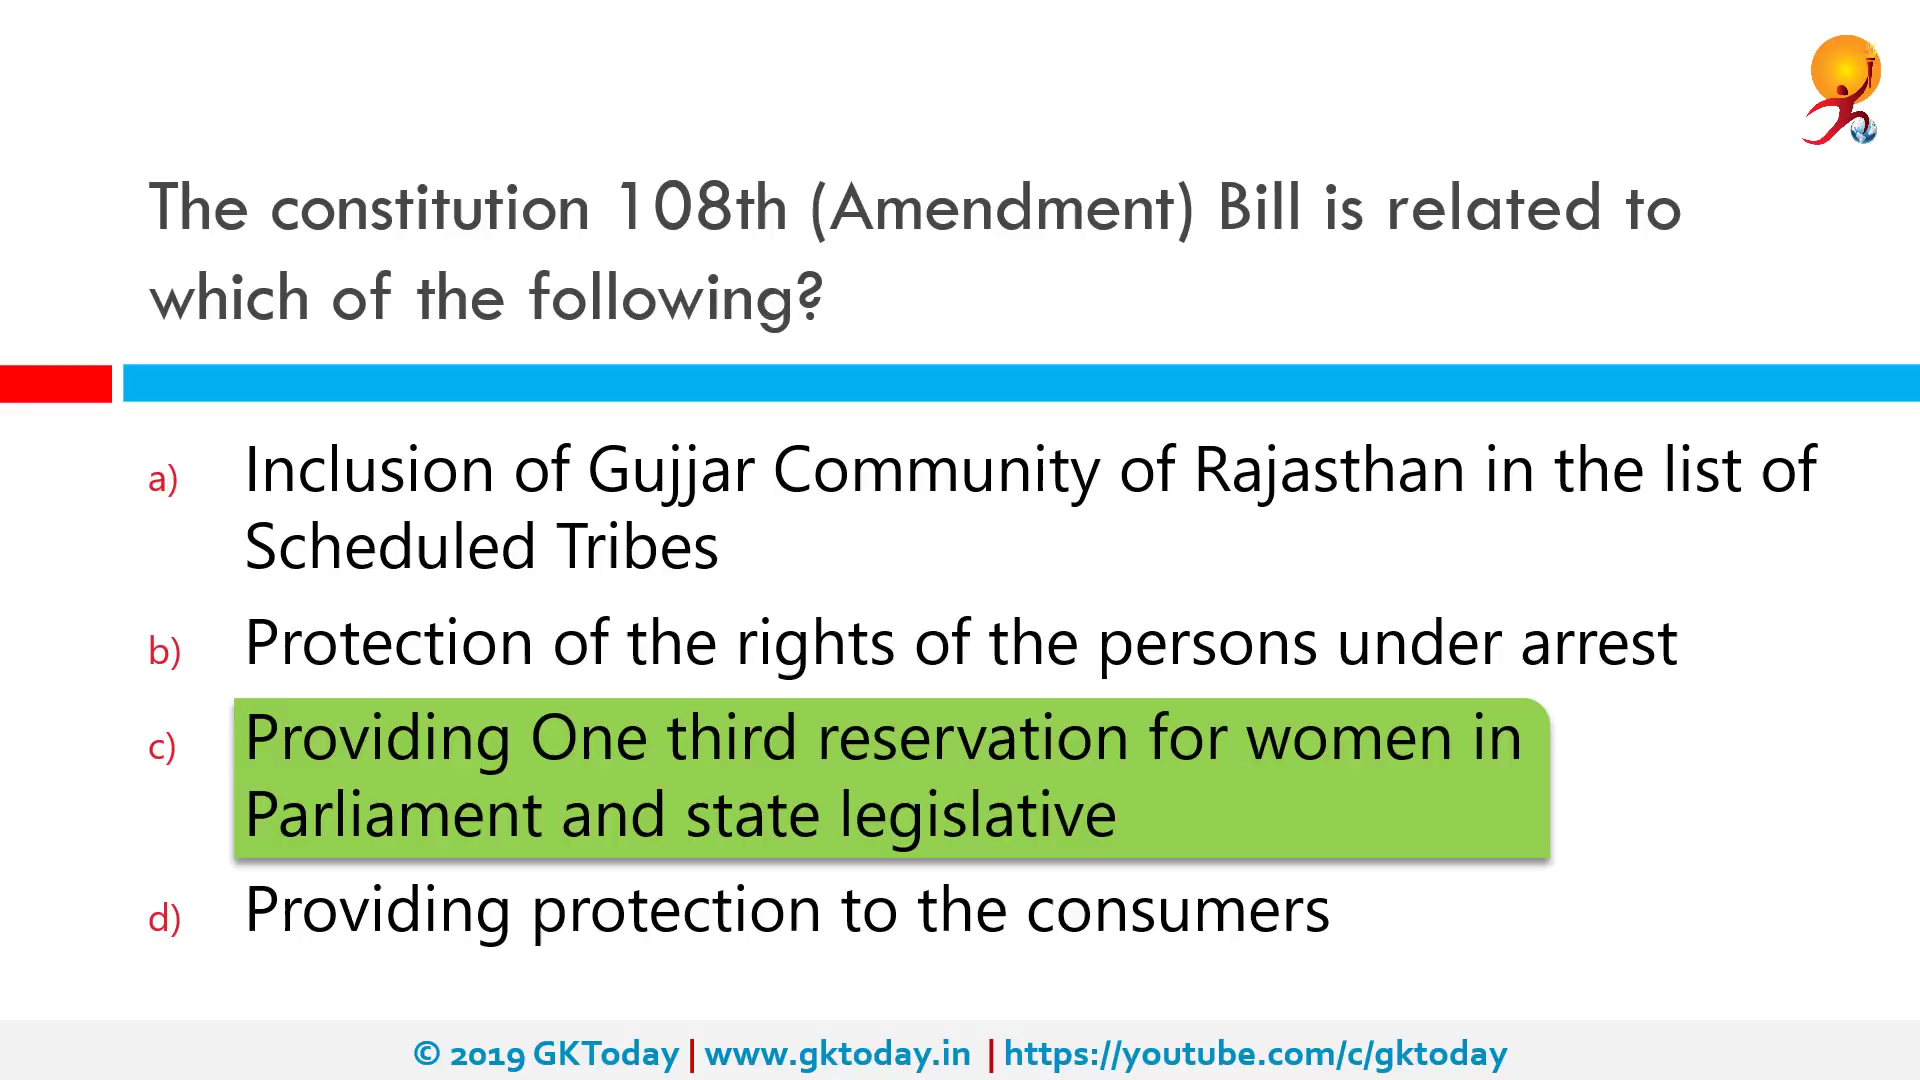 The constitution 108th (Amendment) Bill is related to
which of the following?
a) Inclusion of Gujjar Community of Rajasthan in the list of
Scheduled Tribes
b) Protection of the rights of the persons under arrest
c) Providing One third reservation for women in
Parliament and state legislative
d) Providing protection to the consumers
© 2019 GKToday | www.gktoday.in | https://youtube.com/c/gktoday